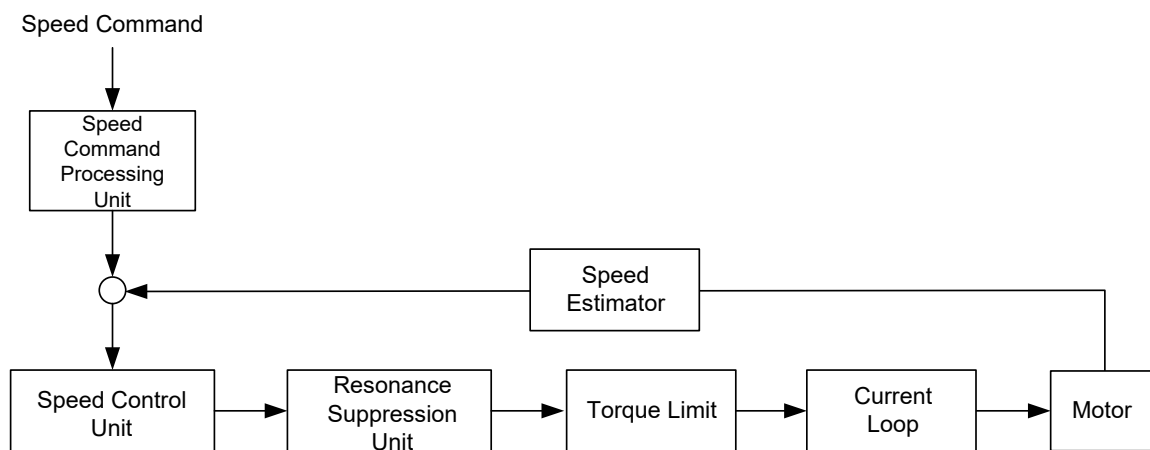 Speed Command
Speed
Command
Processing
Unit
Speed
Estimator
Speed Control
Unit
Resonance
Suppression
Unit
Torque Limit
Current
Loop
Motor